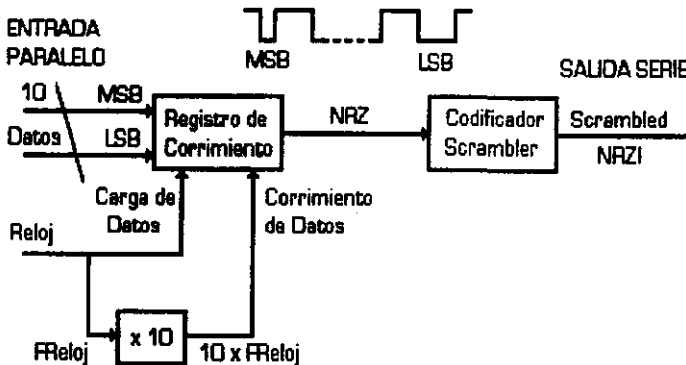 ENTRADA
PARALELO
MSB
LSB
SALIDA SERIE
10
MSB
Datos
LSB
Registro de
Corrimiento
NRZ
Codificador
Scrambler
Scrambled
NRZI
Carga de
Datos
Corrimiento
de Datos
Reloj
x 10
FReloj
10 x FReloj